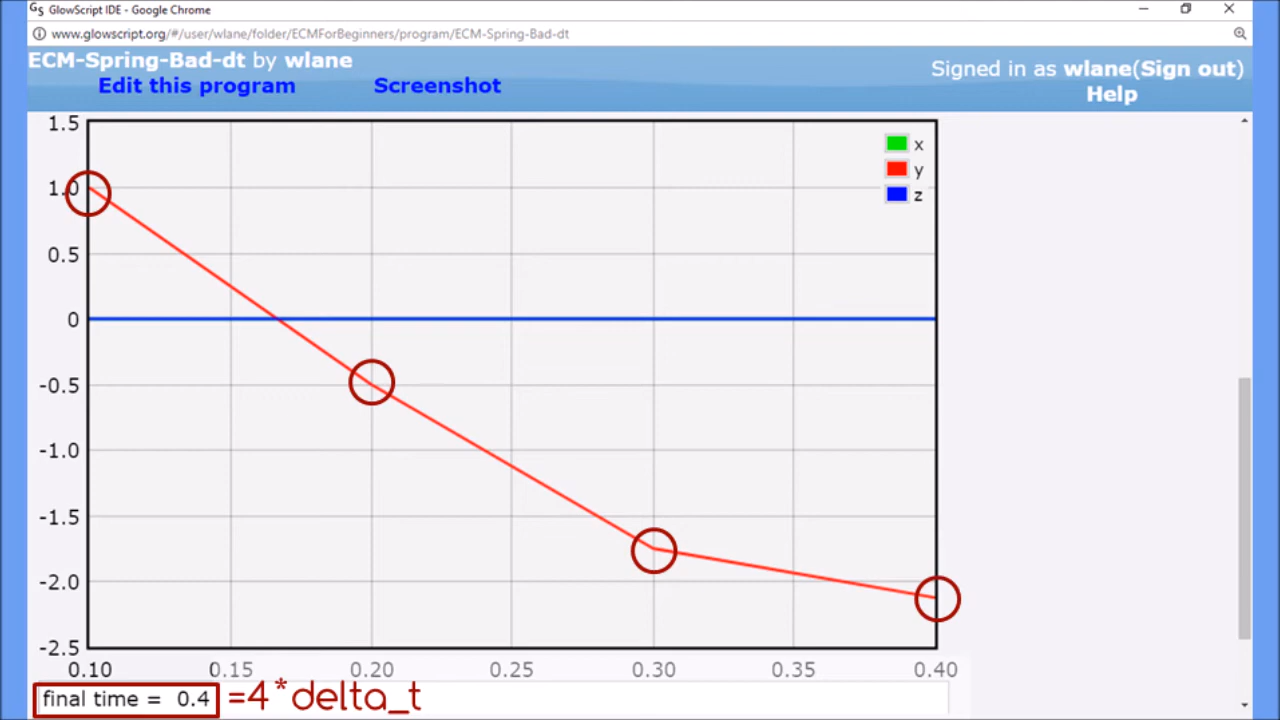 GS GlowScript IDE - Google Chrome
www.glowscript.org/#/user/wlane/folder/ECMForBeginners/program/ECM-Spring-Bad-dt
ECM-Spring-Bad-dt by wlane
Signed in as wlane(Sign out)
Edit this program Screenshot
Help
1.5
x
y
1.0
z
0.5
0
-0.5
-1.0
-1.5
-2.0
-2.5
0.10 0.15 0.20 0.25 0.30 0.35 0.40
final time = 0.4 =4*delta_t